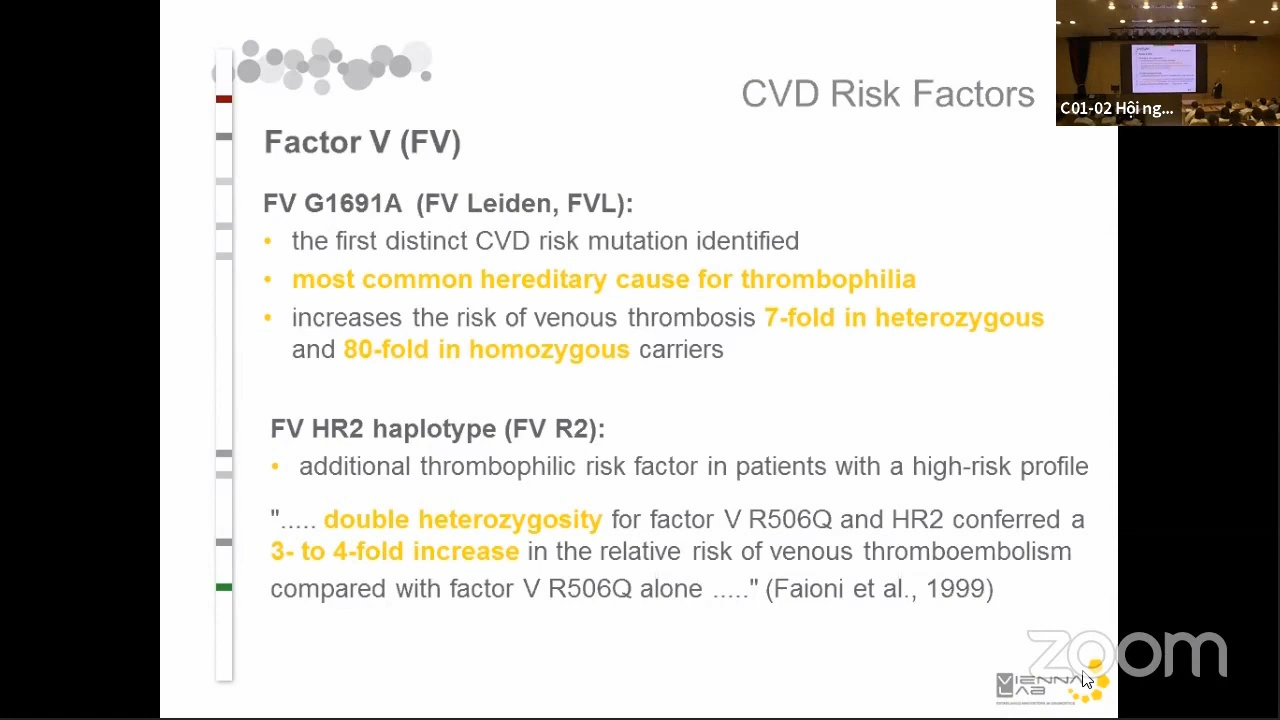 CVD Risk Factors
C01-02 Hội ng...
Factor V (FV)
FV G1691A (FV Leiden, FVL):
• the first distinct CVD risk mutation identified
• most common hereditary cause for thrombophilia
• increases the risk of venous thrombosis 7-fold in heterozygous
and 80-fold in homozygous carriers
FV HR2 haplotype (FV R2):
• additional thrombophilic risk factor in patients with a high-risk profile
"..... double heterozygosity for factor V R506Q and HR2 conferred a
3- to 4-fold increase in the relative risk of venous thromboembolism
compared with factor V R506Q alone ....." (Faioni et al., 1999)
zoom
VIENNA
LAB